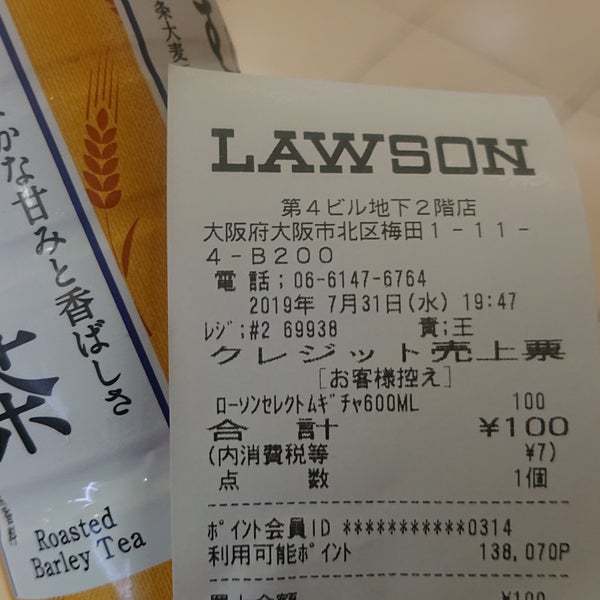 条大麦
かな甘みと香ばしさ
茶
Roasted
Barley Tea
LAWSON
第4ビル地下2階店
大阪府大阪市北区梅田1-11-
4-B200
電話;06-6147-6764
2019年 7月31日(水) 19:47
ﾚｼﾞ;#2 69938 責;王
クレジット売上票
[お客様控え]
ﾛｰｿﾝｾﾚｸﾄﾑｷﾞﾁｬ600ML 100
合 計 ¥100
(内消費税等 ¥7)
点 数 1個
ﾎﾟｲﾝﾄ会員ID ***********0314
利用可能ﾎﾟｲﾝﾄ 138,070P